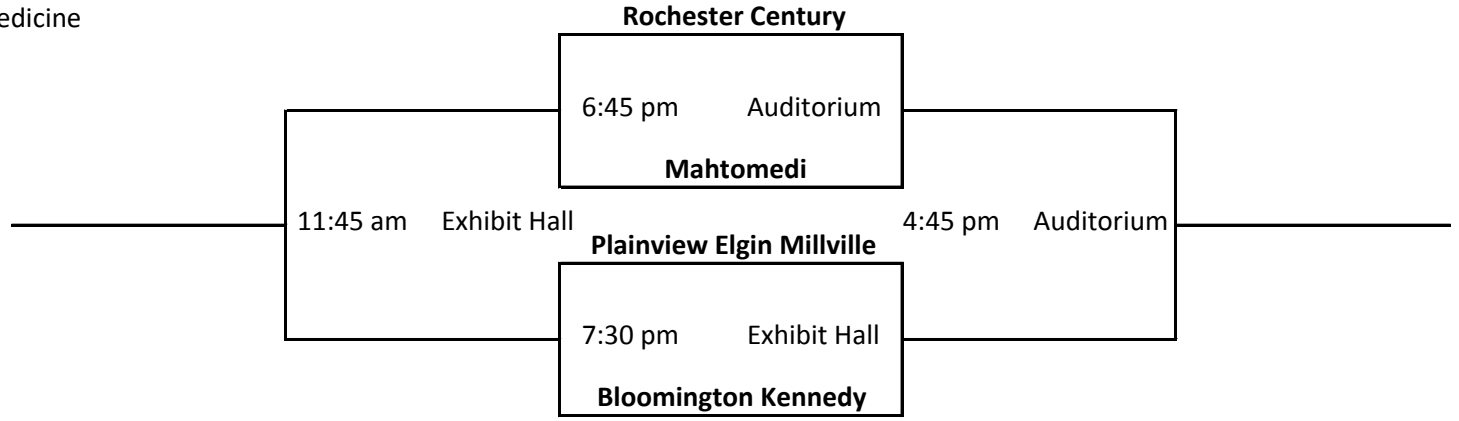 edicine
Rochester Century
6:45 pm Auditorium
Mahtomedi
11:45 am Exhibit Hall
4:45 pm Auditorium
Plainview Elgin Millville
7:30 pm Exhibit Hall
Bloomington Kennedy